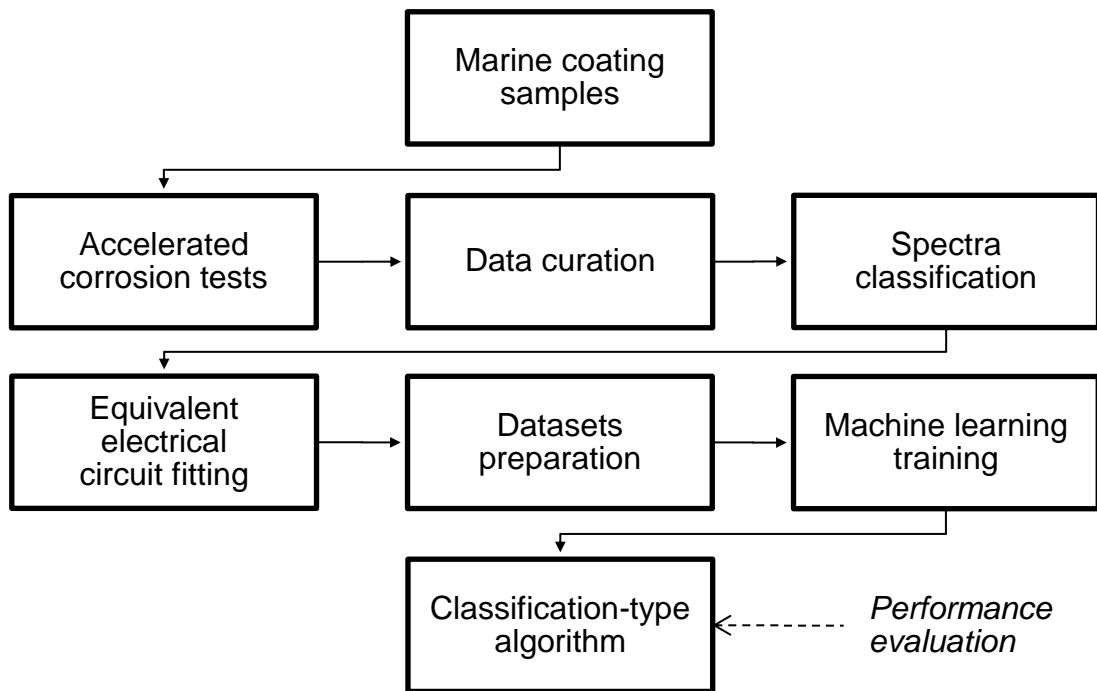 Marine coating
samples
Accelerated
corrosion tests
Data curation
Spectra
classification
Equivalent
electrical
circuit fitting
Datasets
preparation
Machine learning
training
Classification-type
algorithm
Performance
evaluation